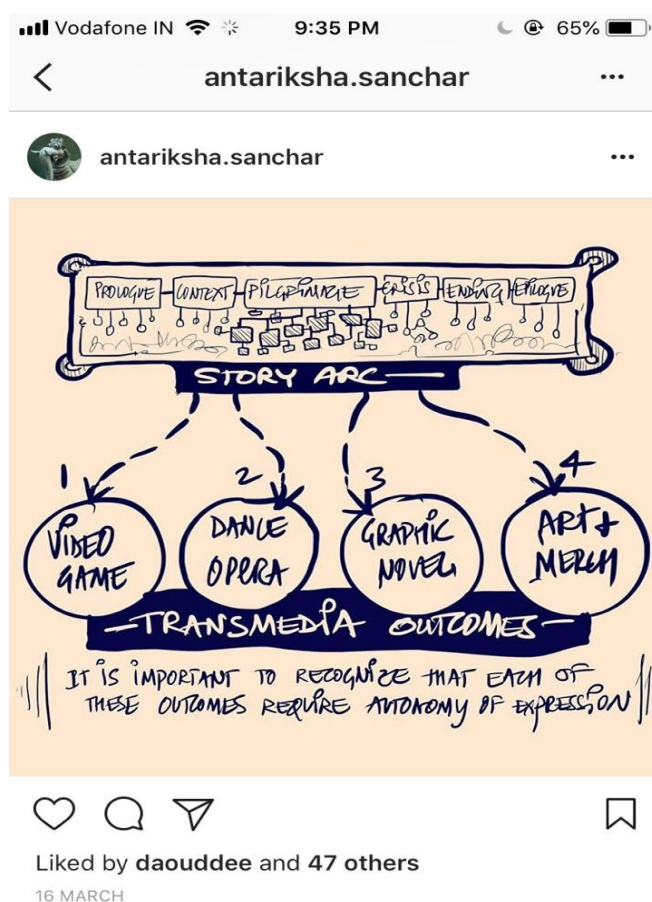 Vodafone IN 9:35 PM 65%
antariksha.sanchar
antariksha.sanchar
PROLOGUE CONTEXT PILGRIMAGE CRISIS ENDING EPILOGUE
STORY ARC
1 2 3 4
VIDEO GAME
DANCE OPERA
GRAPHIC NOVEL
ART + MERCH
TRANSMEDIA OUTCOMES
IT IS IMPORTANT TO RECOGNIZE THAT EACH OF
THESE OUTCOMES REQUIRE AUTONOMY OF EXPRESSION
Liked by daouddee and 47 others
16 MARCH